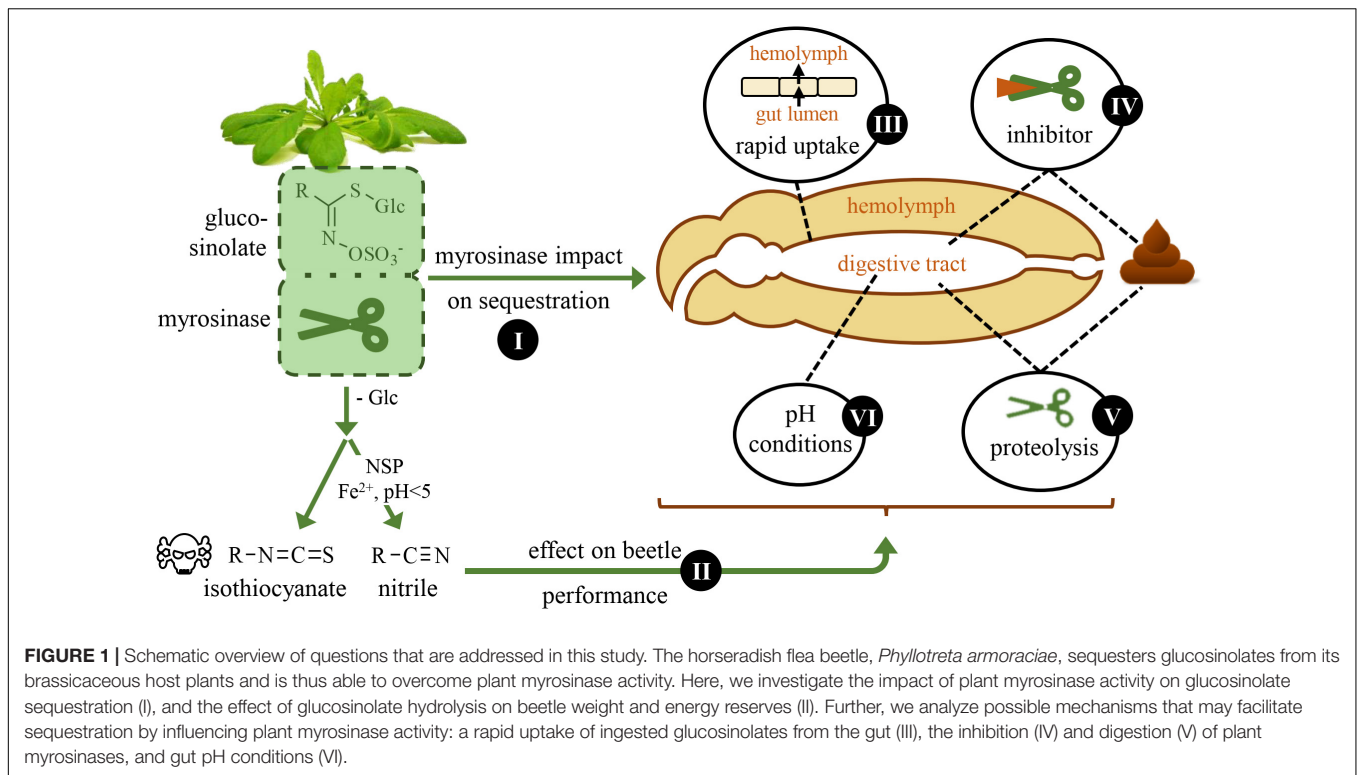 gluco-
sinolate
R
S
Glc
N
OSO₃⁻
myrosinase
myrosinase impact
on sequestration
I
- Glc
NSP
Fe²⁺, pH<5
R-N=C=S
isothiocyanate
R-C≡N
nitrile
effect on beetle
performance
II
hemolymph
gut lumen
rapid uptake
III
inhibitor
IV
hemolymph
digestive tract
pH
conditions
VI
proteolysis
V
FIGURE 1 | Schematic overview of questions that are addressed in this study. The horseradish flea beetle, Phyllotreta armoraciae, sequesters glucosinolates from its
brassicaceous host plants and is thus able to overcome plant myrosinase activity. Here, we investigate the impact of plant myrosinase activity on glucosinolate
sequestration (I), and the effect of glucosinolate hydrolysis on beetle weight and energy reserves (II). Further, we analyze possible mechanisms that may facilitate
sequestration by influencing plant myrosinase activity: a rapid uptake of ingested glucosinolates from the gut (III), the inhibition (IV) and digestion (V) of plant
myrosinases, and gut pH conditions (VI).